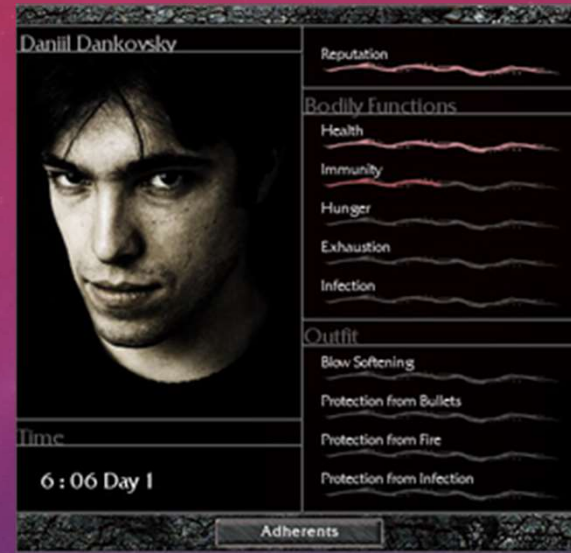 Daniil Dankovsky
Time
6 : 06 Day 1
Reputation
Bodily Functions
Health
Immunity
Hunger
Exhaustion
Infection
Outfit
Blow Softening
Protection from Bullets
Protection from Fire
Protection from Infection
Adherents